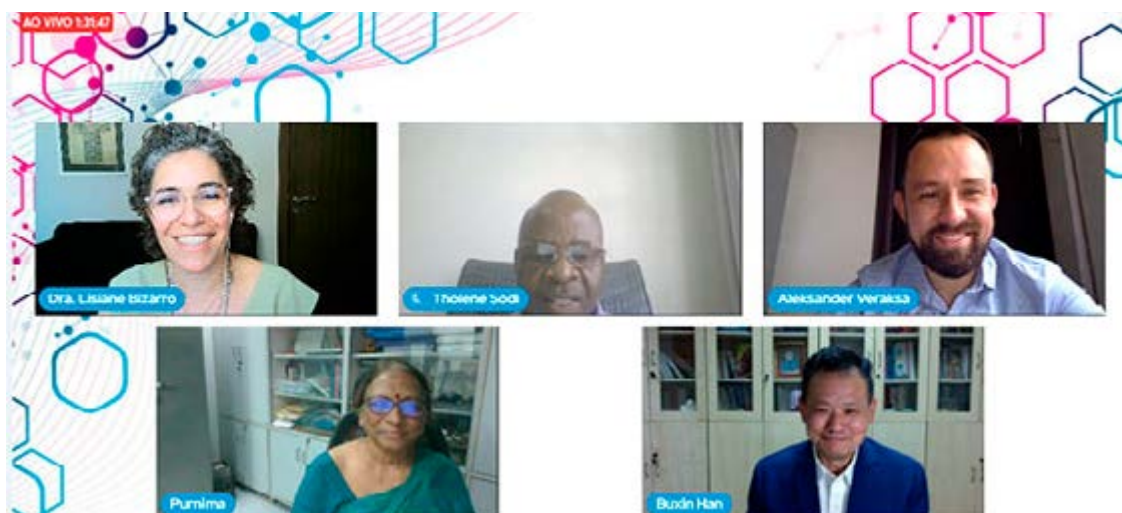 AO VIVO 1:31:47
Dra. Lisiane Bizarro
Tholene Sodi
Aleksander Veraksa
Purnima
Buxin Han